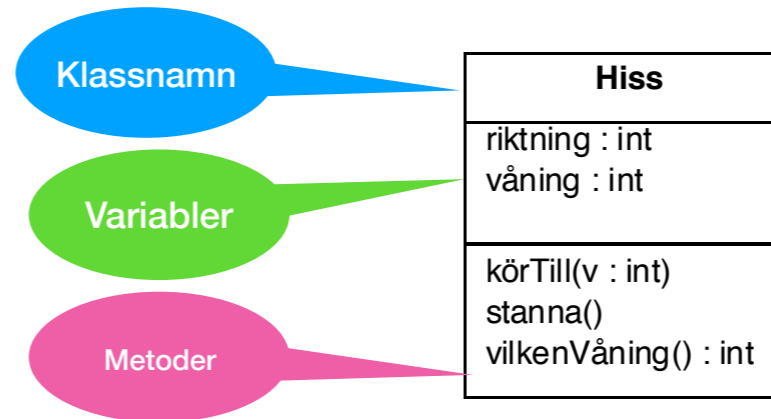 Klassnamn
Hiss
riktning : int
våning : int
Variabler
körTill(v : int)
stanna()
vilkenVåning() : int
Metoder